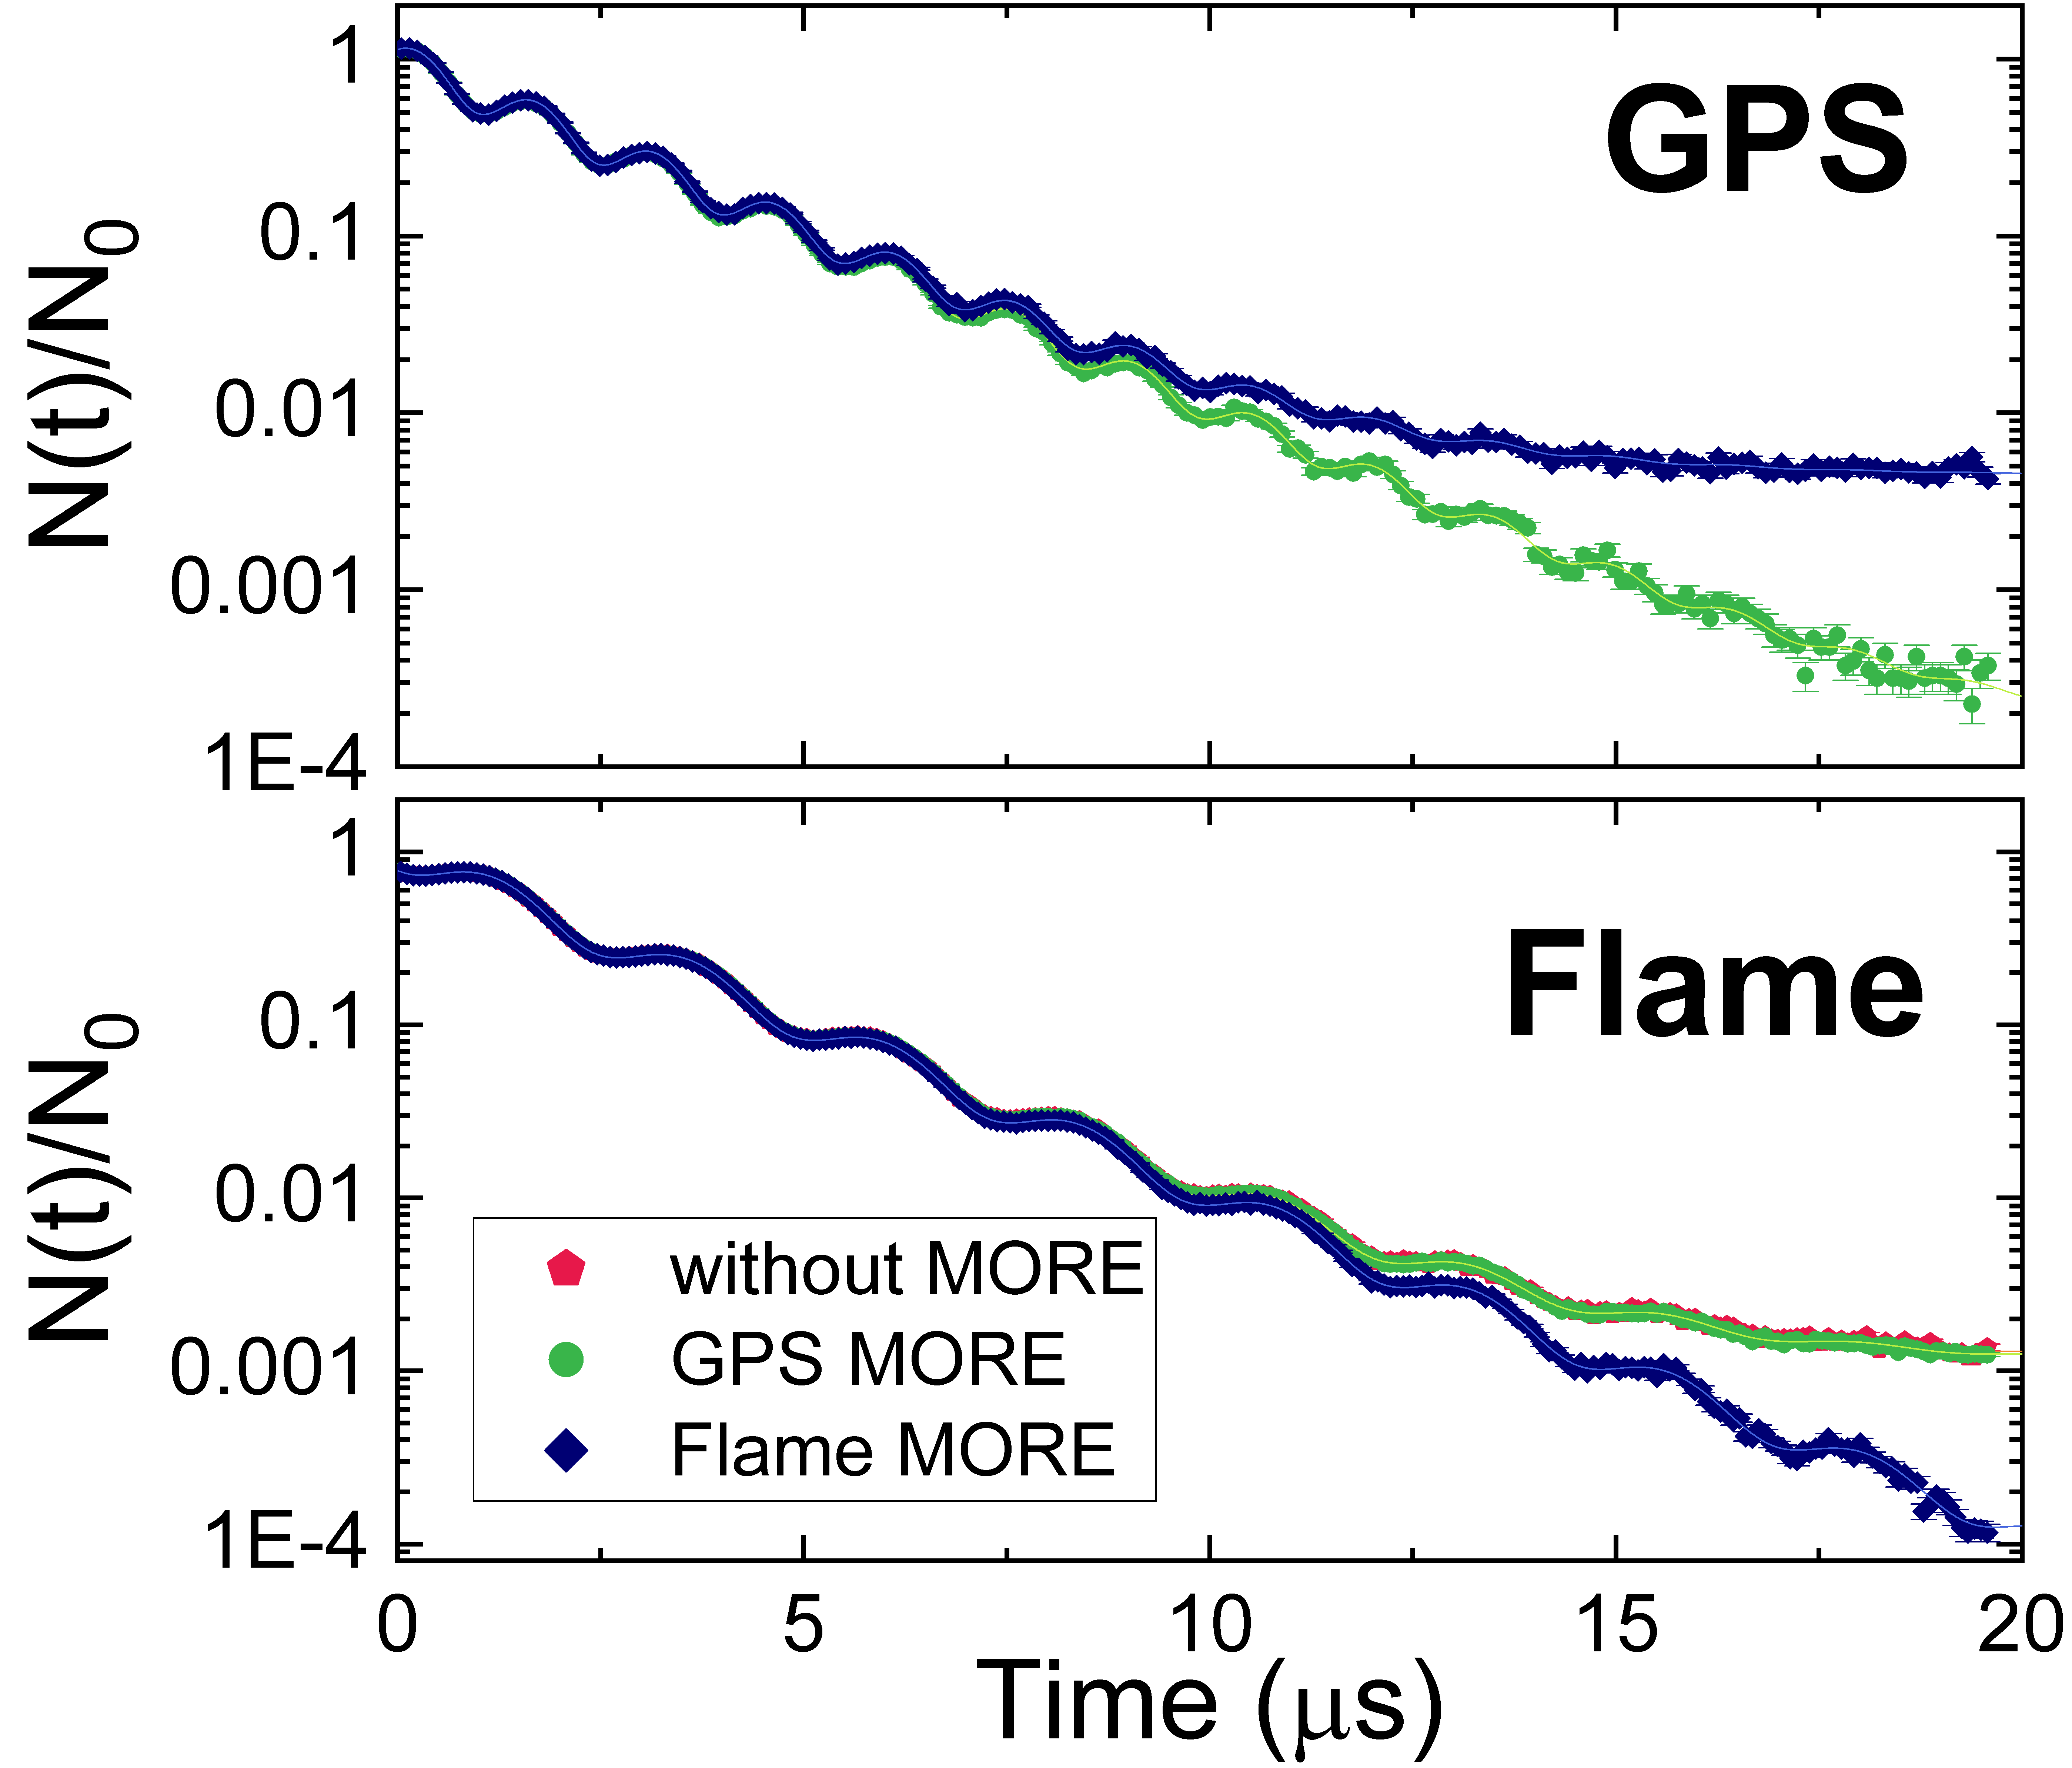 GPS
N(t)/N0
1
0.1
0.01
0.001
1E-4
Flame
N(t)/N0
1
0.1
0.01
0.001
1E-4
without MORE
GPS MORE
Flame MORE
0 5 10 15 20
Time (μs)